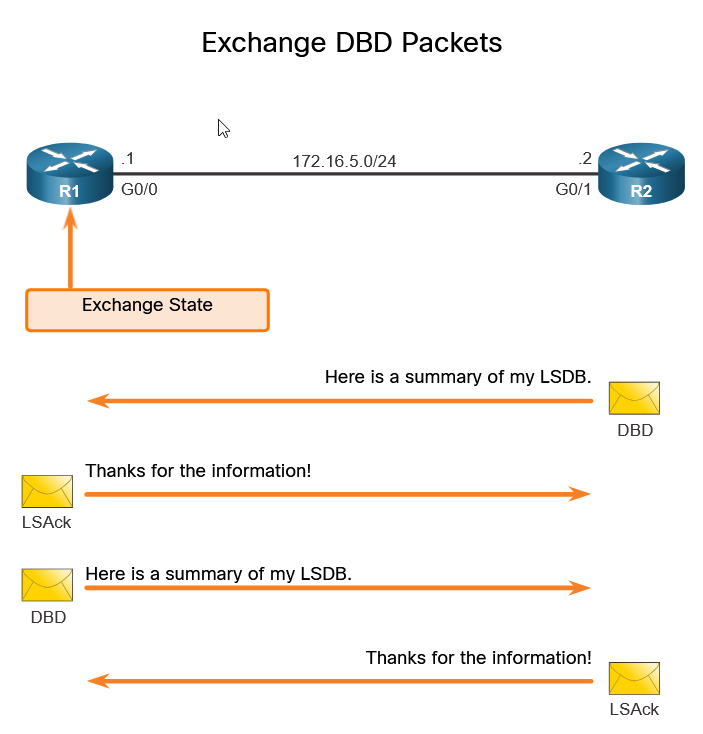 Exchange DBD Packets
.1
172.16.5.0/24
.2
R1
G0/0
G0/1
R2
Exchange State
Here is a summary of my LSDB.
DBD
Thanks for the information!
LSAck
Here is a summary of my LSDB.
DBD
Thanks for the information!
LSAck